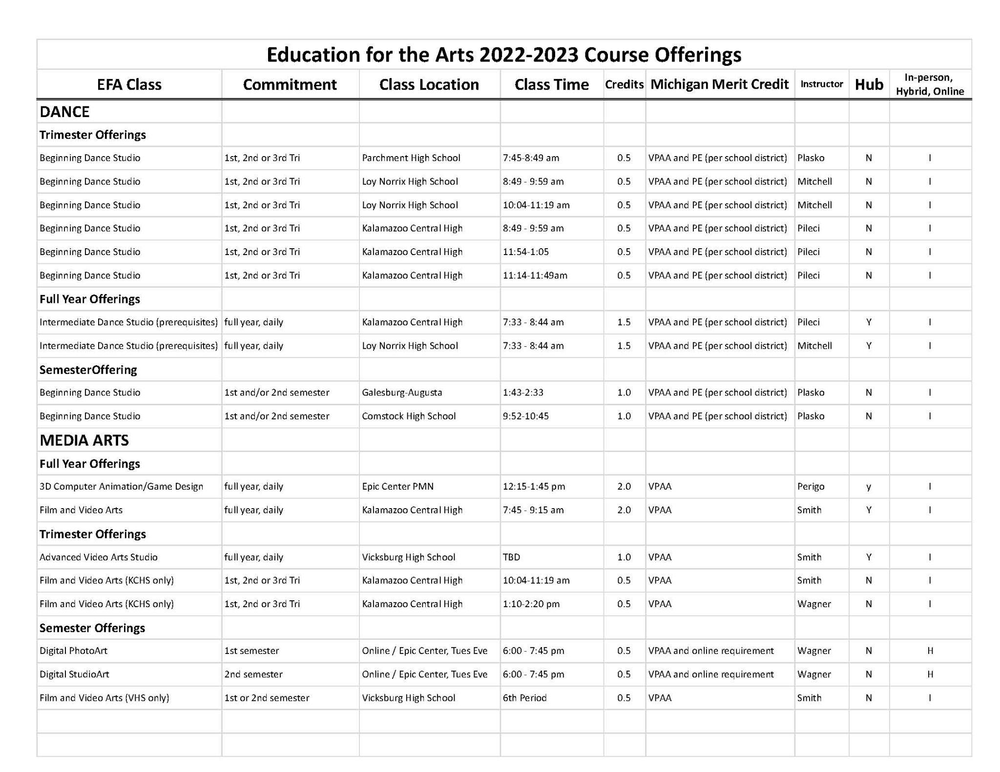 Education for the Arts 2022-2023 Course Offerings
EFA Class Commitment Class Location Class Time Credits Michigan Merit Credit Instructor Hub In-person, Hybrid, Online
DANCE
Trimester Offerings
Beginning Dance Studio 1st, 2nd or 3rd Tri Parchment High School 7:45-8:49 am 0.5 VPAA and PE (per school district) Plasko N I
Beginning Dance Studio 1st, 2nd or 3rd Tri Loy Norrix High School 8:49 - 9:59 am 0.5 VPAA and PE (per school district) Mitchell N I
Beginning Dance Studio 1st, 2nd or 3rd Tri Loy Norrix High School 10:04-11:19 am 0.5 VPAA and PE (per school district) Mitchell N I
Beginning Dance Studio 1st, 2nd or 3rd Tri Kalamazoo Central High 8:49 - 9:59 am 0.5 VPAA and PE (per school district) Pileci N I
Beginning Dance Studio 1st, 2nd or 3rd Tri Kalamazoo Central High 11:54-1:05 0.5 VPAA and PE (per school district) Pileci N I
Beginning Dance Studio 1st, 2nd or 3rd Tri Kalamazoo Central High 11:14-11:49am 0.5 VPAA and PE (per school district) Pileci N I
Full Year Offerings
Intermediate Dance Studio (prerequisites) full year, daily Kalamazoo Central High 7:33 - 8:44 am 1.5 VPAA and PE (per school district) Pileci Y I
Intermediate Dance Studio (prerequisites) full year, daily Loy Norrix High School 7:33 - 8:44 am 1.5 VPAA and PE (per school district) Mitchell Y I
SemesterOffering
Beginning Dance Studio 1st and/or 2nd semester Galesburg-Augusta 1:43-2:33 1.0 VPAA and PE (per school district) Plasko N I
Beginning Dance Studio 1st and/or 2nd semester Comstock High School 9:52-10:45 1.0 VPAA and PE (per school district) Plasko N I
MEDIA ARTS
Full Year Offerings
3D Computer Animation/Game Design full year, daily Epic Center PMN 12:15-1:45 pm 2.0 VPAA Perigo y I
Film and Video Arts full year, daily Kalamazoo Central High 7:45 - 9:15 am 2.0 VPAA Smith Y I
Trimester Offerings
Advanced Video Arts Studio full year, daily Vicksburg High School TBD 1.0 VPAA Smith Y I
Film and Video Arts (KCHS only) 1st, 2nd or 3rd Tri Kalamazoo Central High 10:04-11:19 am 0.5 VPAA Smith N I
Film and Video Arts (KCHS only) 1st, 2nd or 3rd Tri Kalamazoo Central High 1:10-2:20 pm 0.5 VPAA Wagner N I
Semester Offerings
Digital PhotoArt 1st semester Online / Epic Center, Tues Eve 6:00 - 7:45 pm 0.5 VPAA and online requirement Wagner N H
Digital StudioArt 2nd semester Online / Epic Center, Tues Eve 6:00 - 7:45 pm 0.5 VPAA and online requirement Wagner N H
Film and Video Arts (VHS only) 1st or 2nd semester Vicksburg High School 6th Period 0.5 VPAA Smith N I